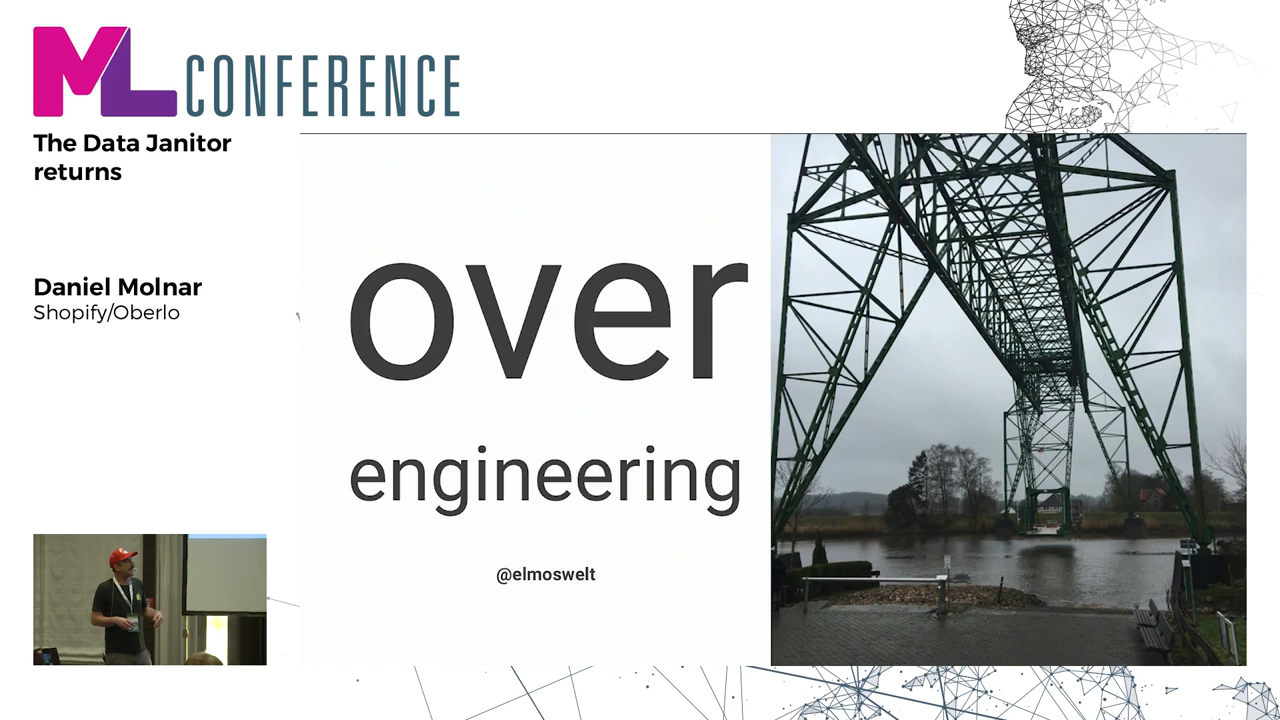 ML CONFERENCE
The Data Janitor
returns
Daniel Molnar
Shopify/Oberlo
over
engineering
@elmoswelt